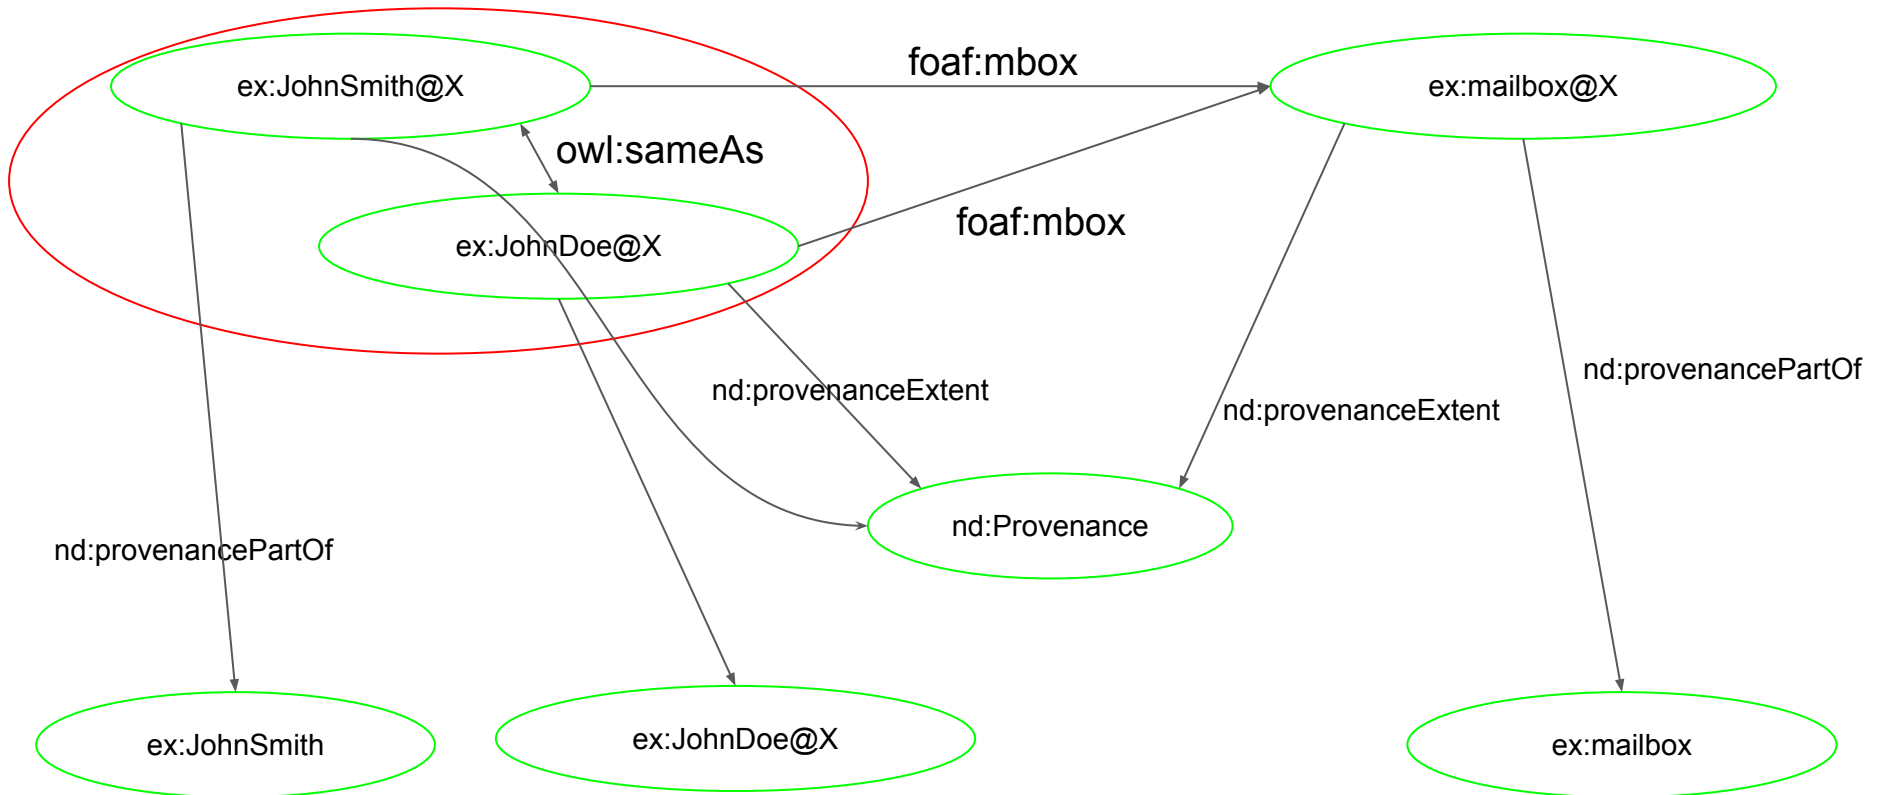 ex:JohnSmith@X
foaf:mbox
ex:mailbox@X
owl:sameAs
ex:JohnDoe@X
foaf:mbox
nd:provenanceExtent
nd:provenanceExtent
nd:provenancePartOf
nd:Provenance
nd:provenancePartOf
ex:JohnSmith
ex:JohnDoe@X
ex:mailbox